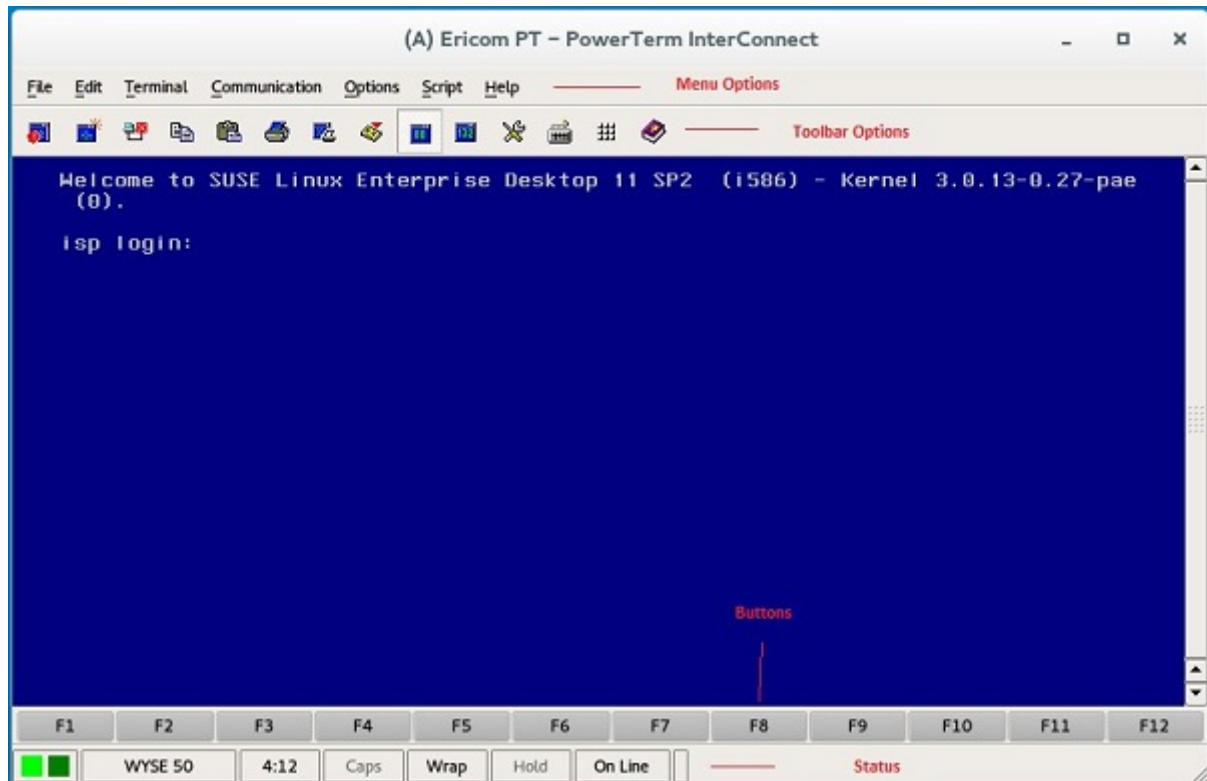 (A) Ericom PT – PowerTerm InterConnect
File Edit Terminal Communication Options Script Help Menu Options
Toolbar Options
Welcome to SUSE Linux Enterprise Desktop 11 SP2 (i586) - Kernel 3.0.13-0.27-pae
(0).
isp login:
Buttons
F1 F2 F3 F4 F5 F6 F7 F8 F9 F10 F11 F12
WYSE 50 4:12 Caps Wrap Hold On Line Status